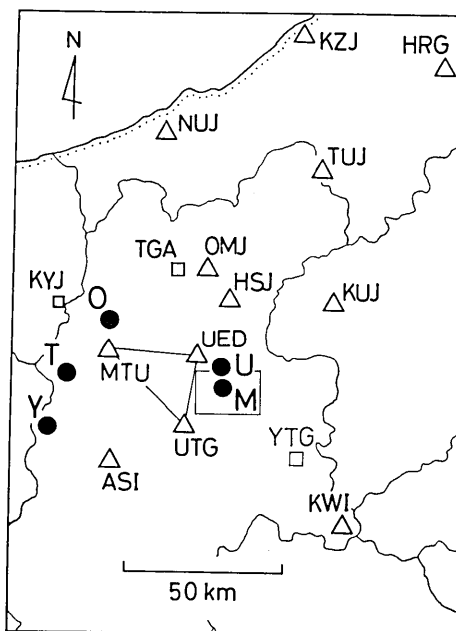 N
KZJ
HRG
NUJ
TUJ
TGA
OMJ
KYJ
HSJ
KUJ
O
UED
T
MTU
U
M
Y
UTG
YTG
ASI
KWI
50 km